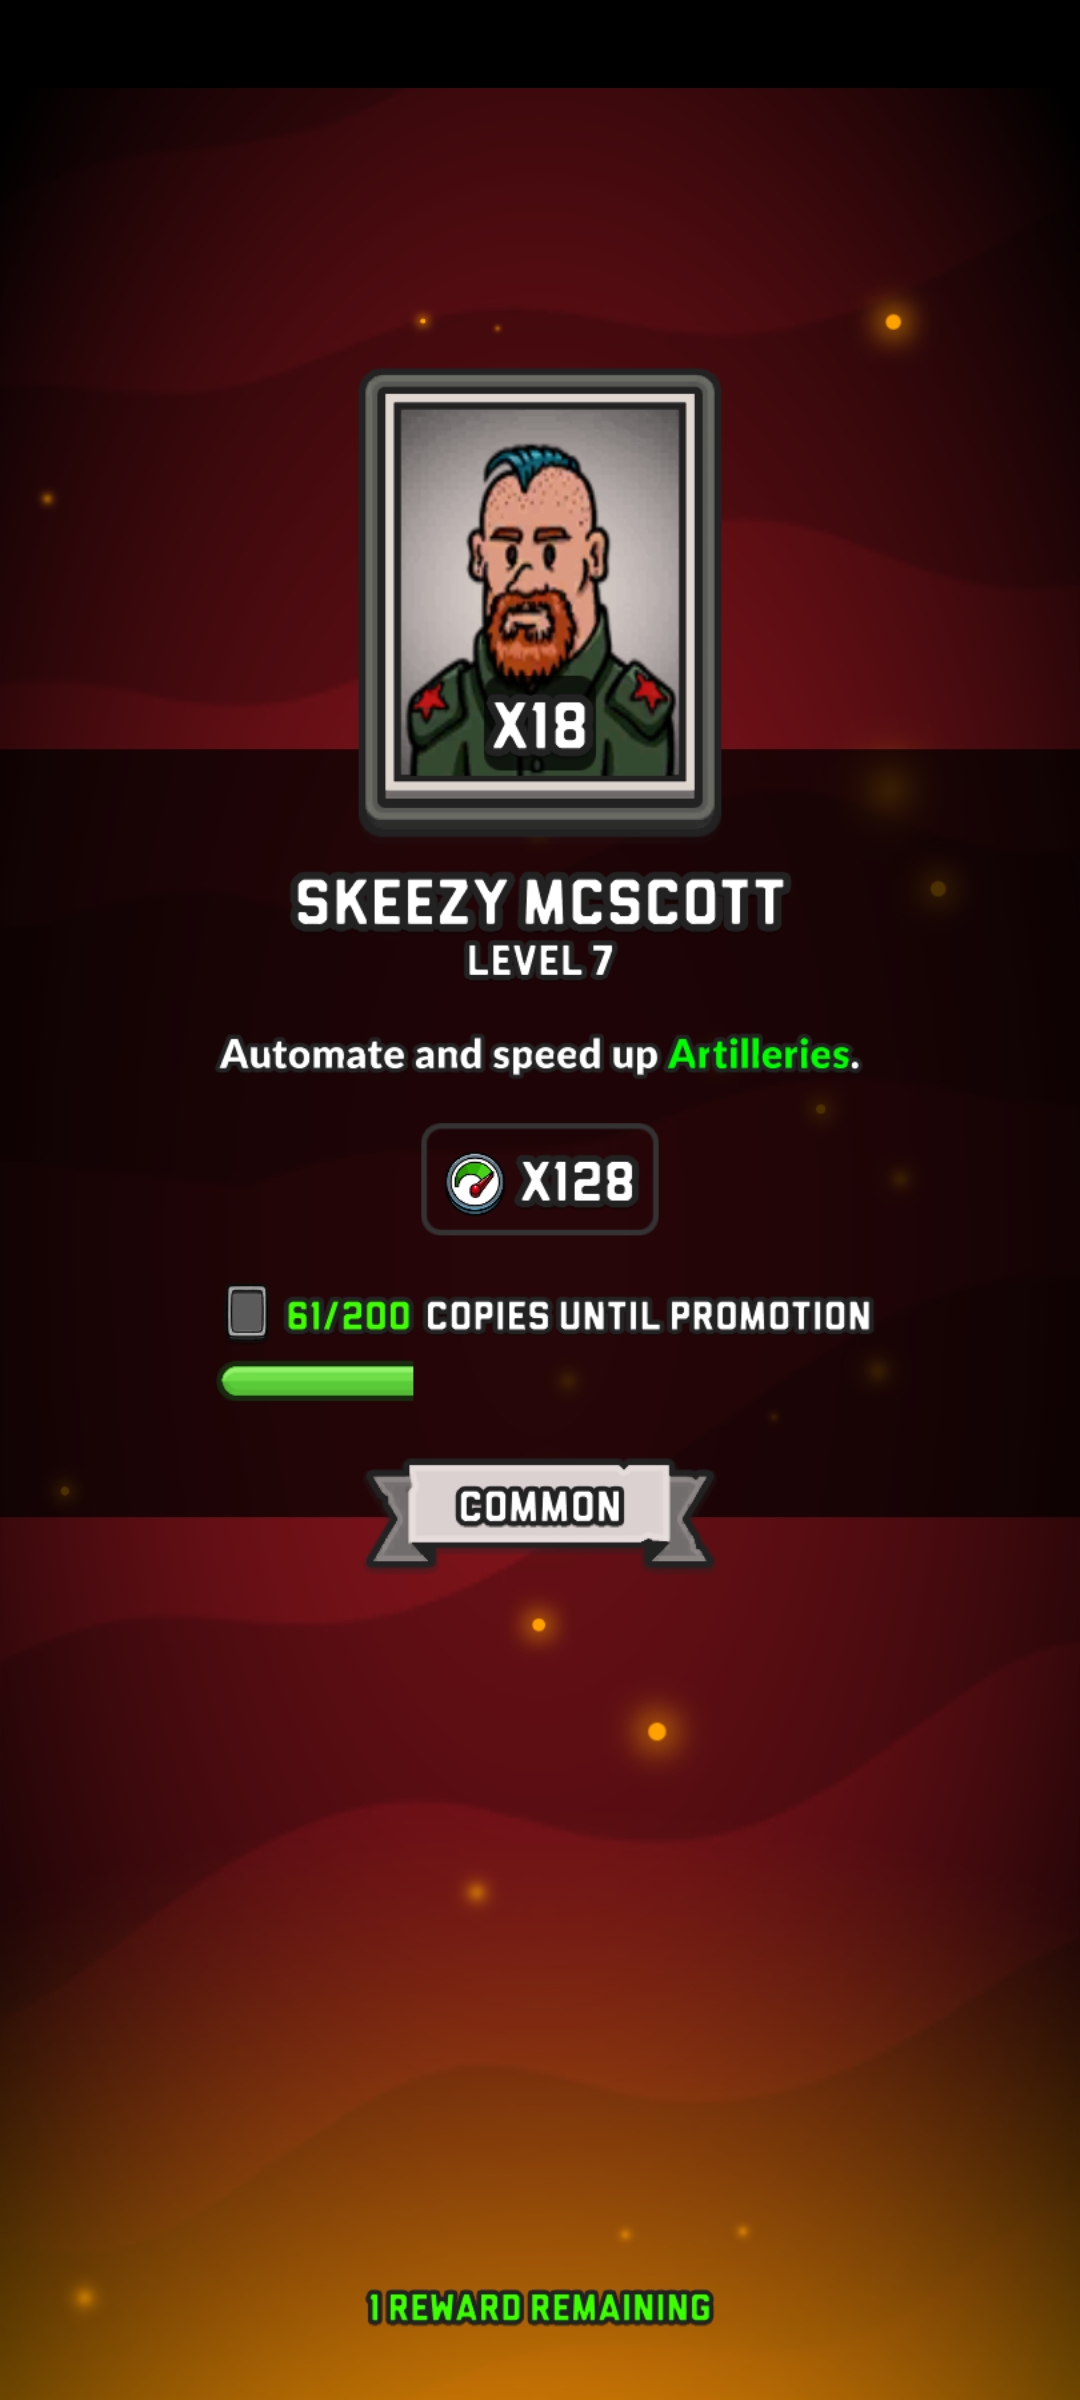 X18
SKEEZY MCSCOTT
LEVEL 7
Automate and speed up Artilleries.
X128
61/200 COPIES UNTIL PROMOTION
COMMON
1 REWARD REMAINING